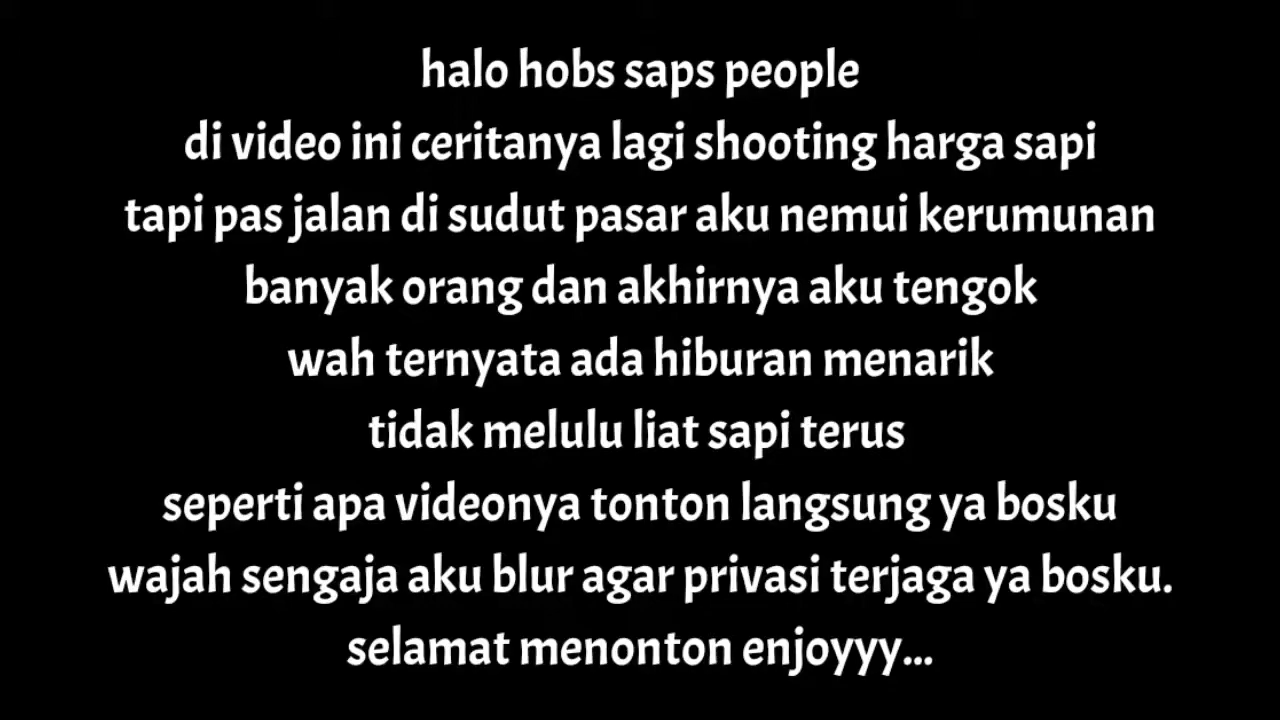 halo hobs saps people
di video ini ceritanya lagi shooting harga sapi
tapi pas jalan di sudut pasar aku nemui kerumunan
banyak orang dan akhirnya aku tengok
wah ternyata ada hiburan menarik
tidak melulu liat sapi terus
seperti apa videonya tonton langsung ya bosku
wajah sengaja aku blur agar privasi terjaga ya bosku.
selamat menonton enjoyyy...